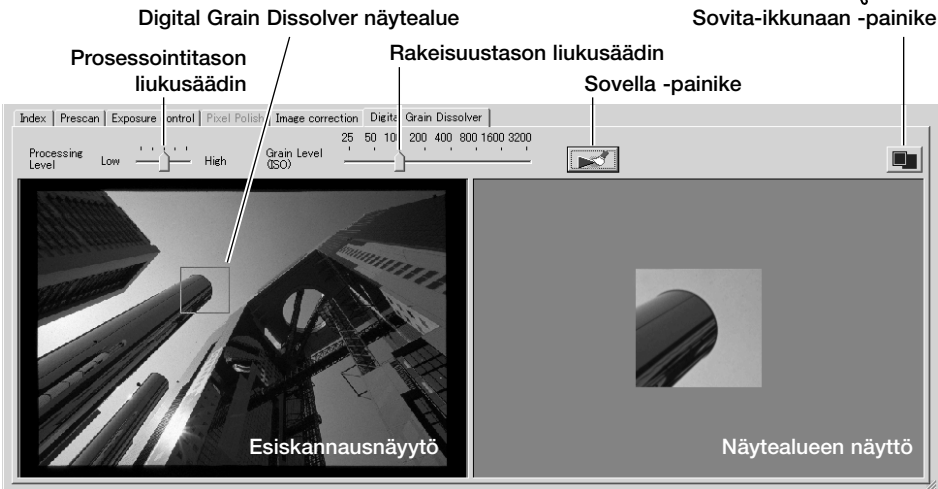 Digital Grain Dissolver näytealue
Sovita-ikkunaan -painike
Prosessointitason
liukusäädin
Rakeisuustason liukusäädin
Sovella -painike
Index | Prescan | Exposure control | Pixel Polish | Image correction | Digital Grain Dissolver
25 50 100 200 400 800 1600 3200
Processing Level Low High Grain Level (ISO)
Esiskannausnäyytö
Näytealueen näyttö